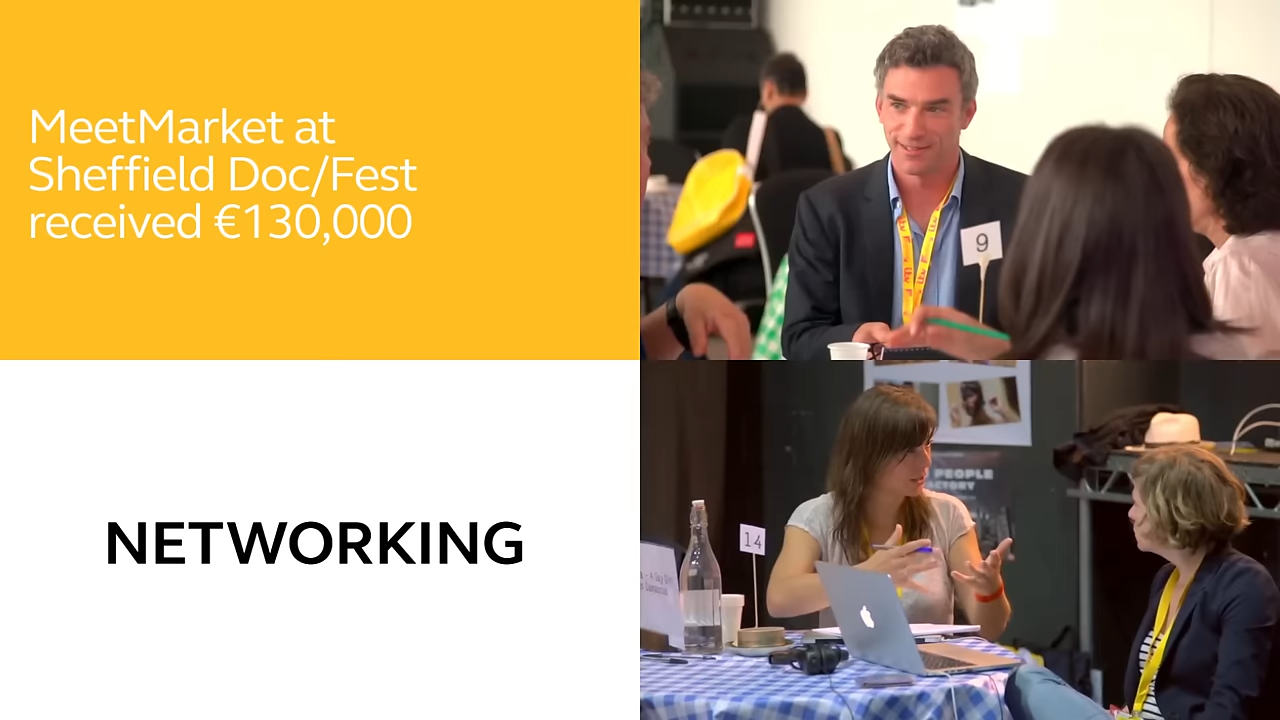 MeetMarket at
Sheffield Doc/Fest
received €130,000
9
NETWORKING
PEOPLE
14